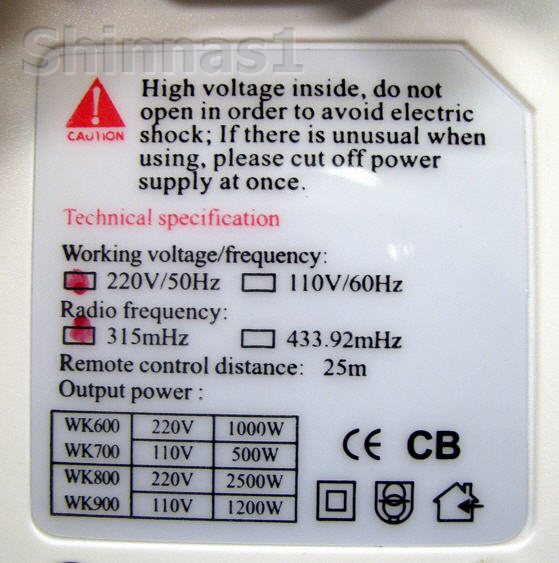 Shinnas1
High voltage inside, do not
open in order to avoid electric
shock; If there is unusual when
using, please cut off power
supply at once.
CAUTION
Technical specification
Working voltage/frequency:
220V/50Hz 110V/60Hz
Radio frequency:
315mHz 433.92mHz
Remote control distance: 25m
Output power :
WK600 220V 1000W
WK700 110V 500W
WK800 220V 2500W
WK900 110V 1200W
CE CB